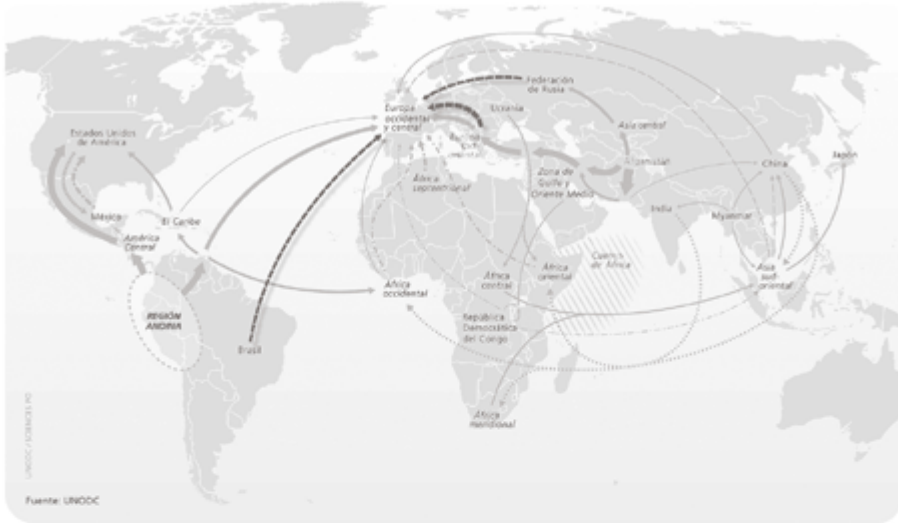 Federación
de Rusia
Europa
occidental
y central
Ucrania
Asia central
Estados Unidos
de América
Afganistán
China
Japón
África
septentrional
Zona de
Golfo y
Oriente Medio
India
Myanmar
México
El Caribe
América
Central
Cuerno
de África
Asia
sud-
oriental
África
central
África
oriental
África
occidental
REGIÓN
ANDINA
República
Democrática
del Congo
Brasil
África
meridional
Fuente: UNODC